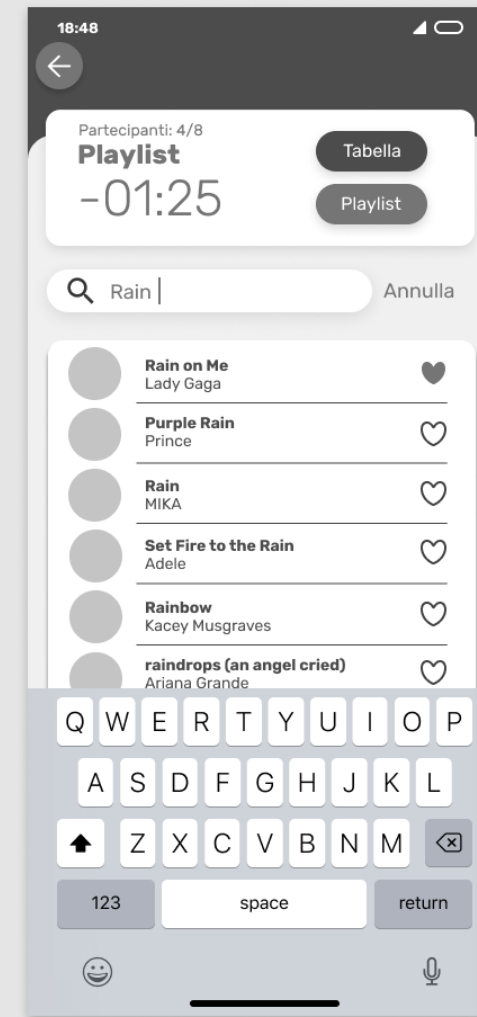 18:48
Partecipanti: 4/8
Playlist
-01:25
Tabella
Playlist
Rain
Annulla
Rain on Me
Lady Gaga
Purple Rain
Prince
Rain
MIKA
Set Fire to the Rain
Adele
Rainbow
Kacey Musgraves
raindrops (an angel cried)
Ariana Grande
Q W E R T Y U I O P
A S D F G H J K L
Z X C V B N M
123 space return